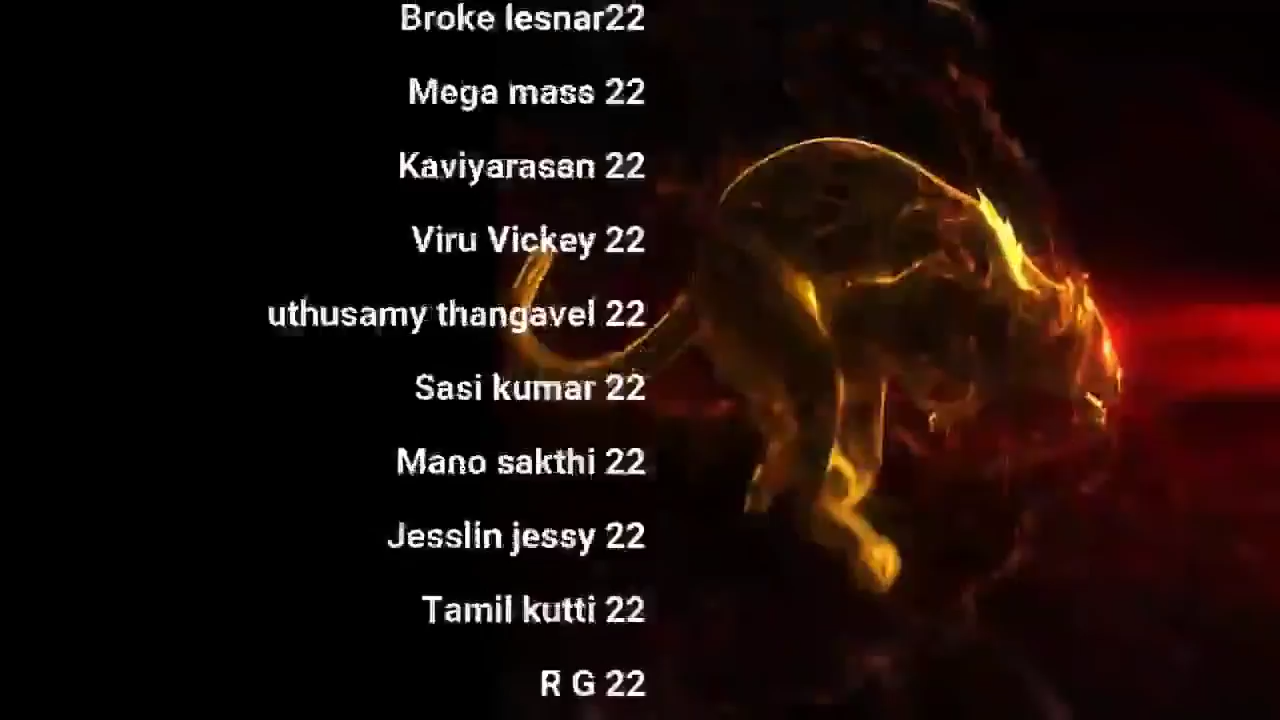 Broke lesnar22
Mega mass 22
Kaviyarasan 22
Viru Vickey 22
uthusamy thangavel 22
Sasi kumar 22
Mano sakthi 22
Jesslin jessy 22
Tamil kutti 22
R G 22